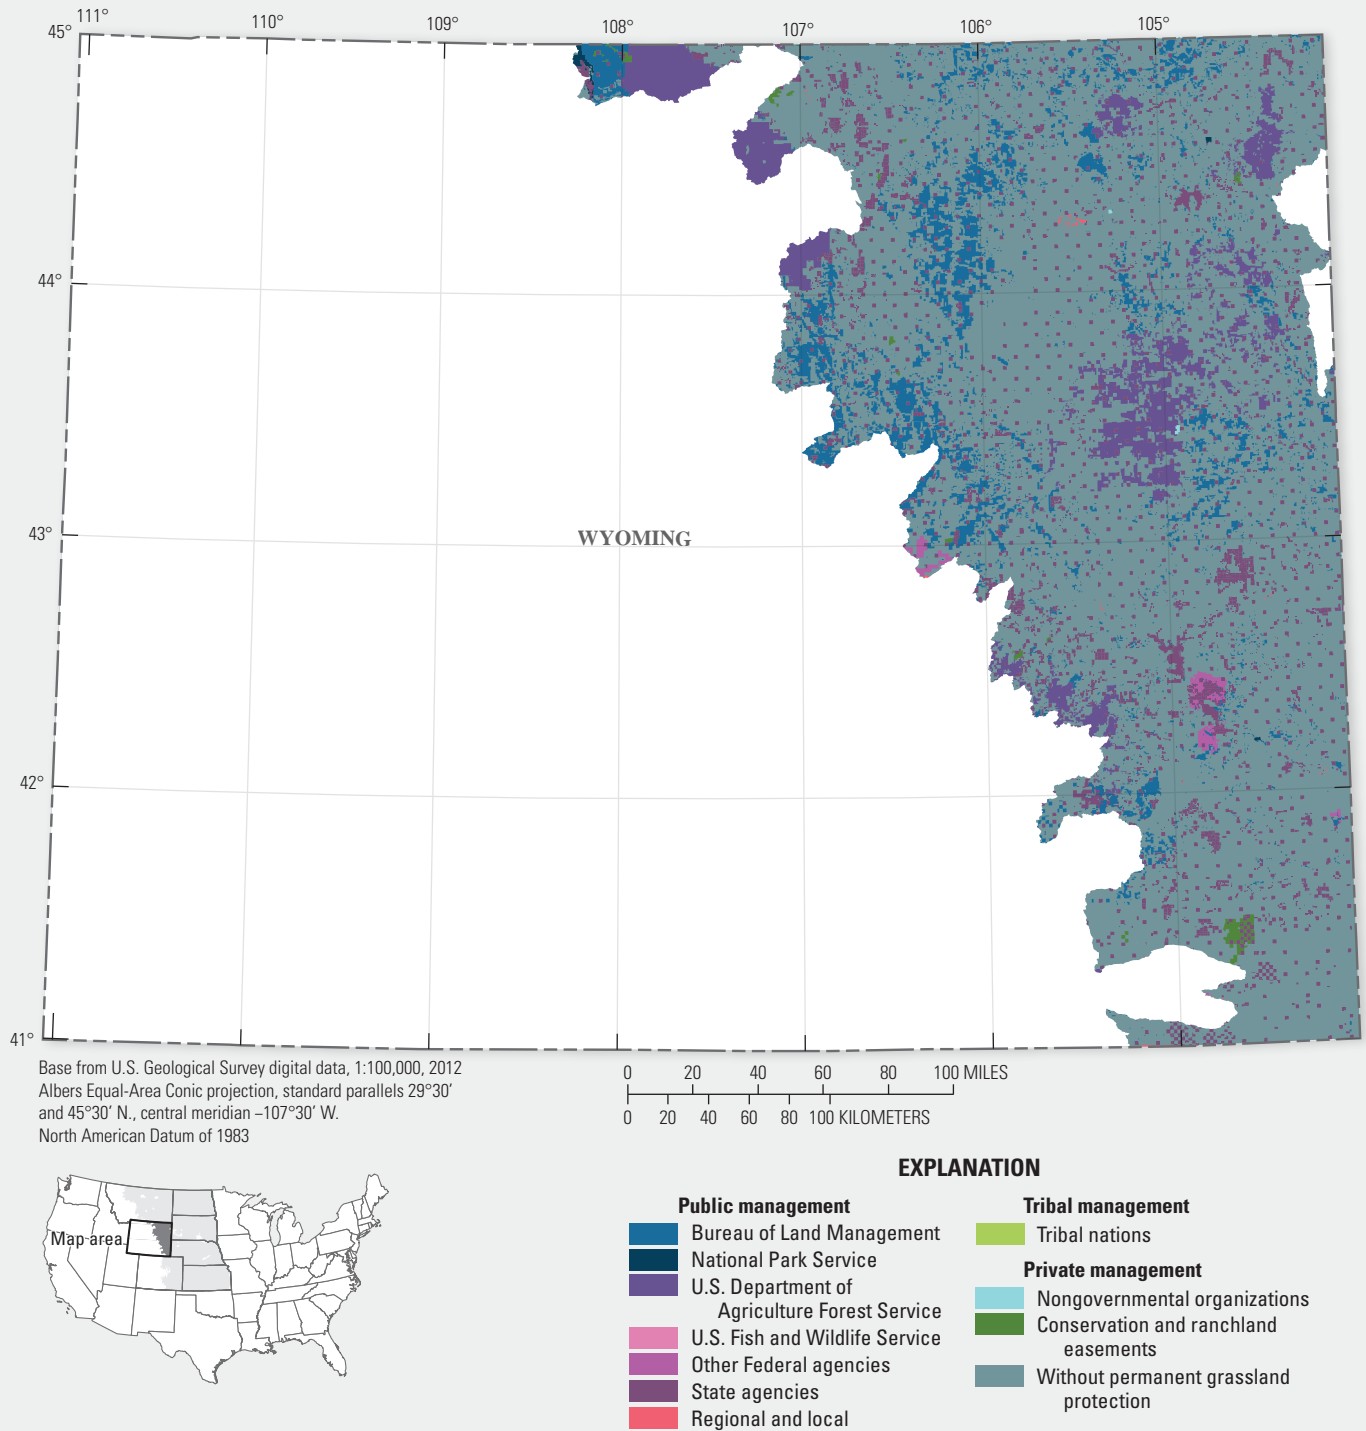 111°
110°
109°
108°
107°
106°
105°
45°
44°
43°
WYOMING
42°
41°
Base from U.S. Geological Survey digital data, 1:100,000, 2012
Albers Equal-Area Conic projection, standard parallels 29°30′
and 45°30′ N., central meridian –107°30′ W.
North American Datum of 1983
0 20 40 60 80 100 MILES
0 20 40 60 80 100 KILOMETERS
Map area
EXPLANATION
Public management
Bureau of Land Management
National Park Service
U.S. Department of
Agriculture Forest Service
U.S. Fish and Wildlife Service
Other Federal agencies
State agencies
Regional and local
Tribal management
Tribal nations
Private management
Nongovernmental organizations
Conservation and ranchland
easements
Without permanent grassland
protection